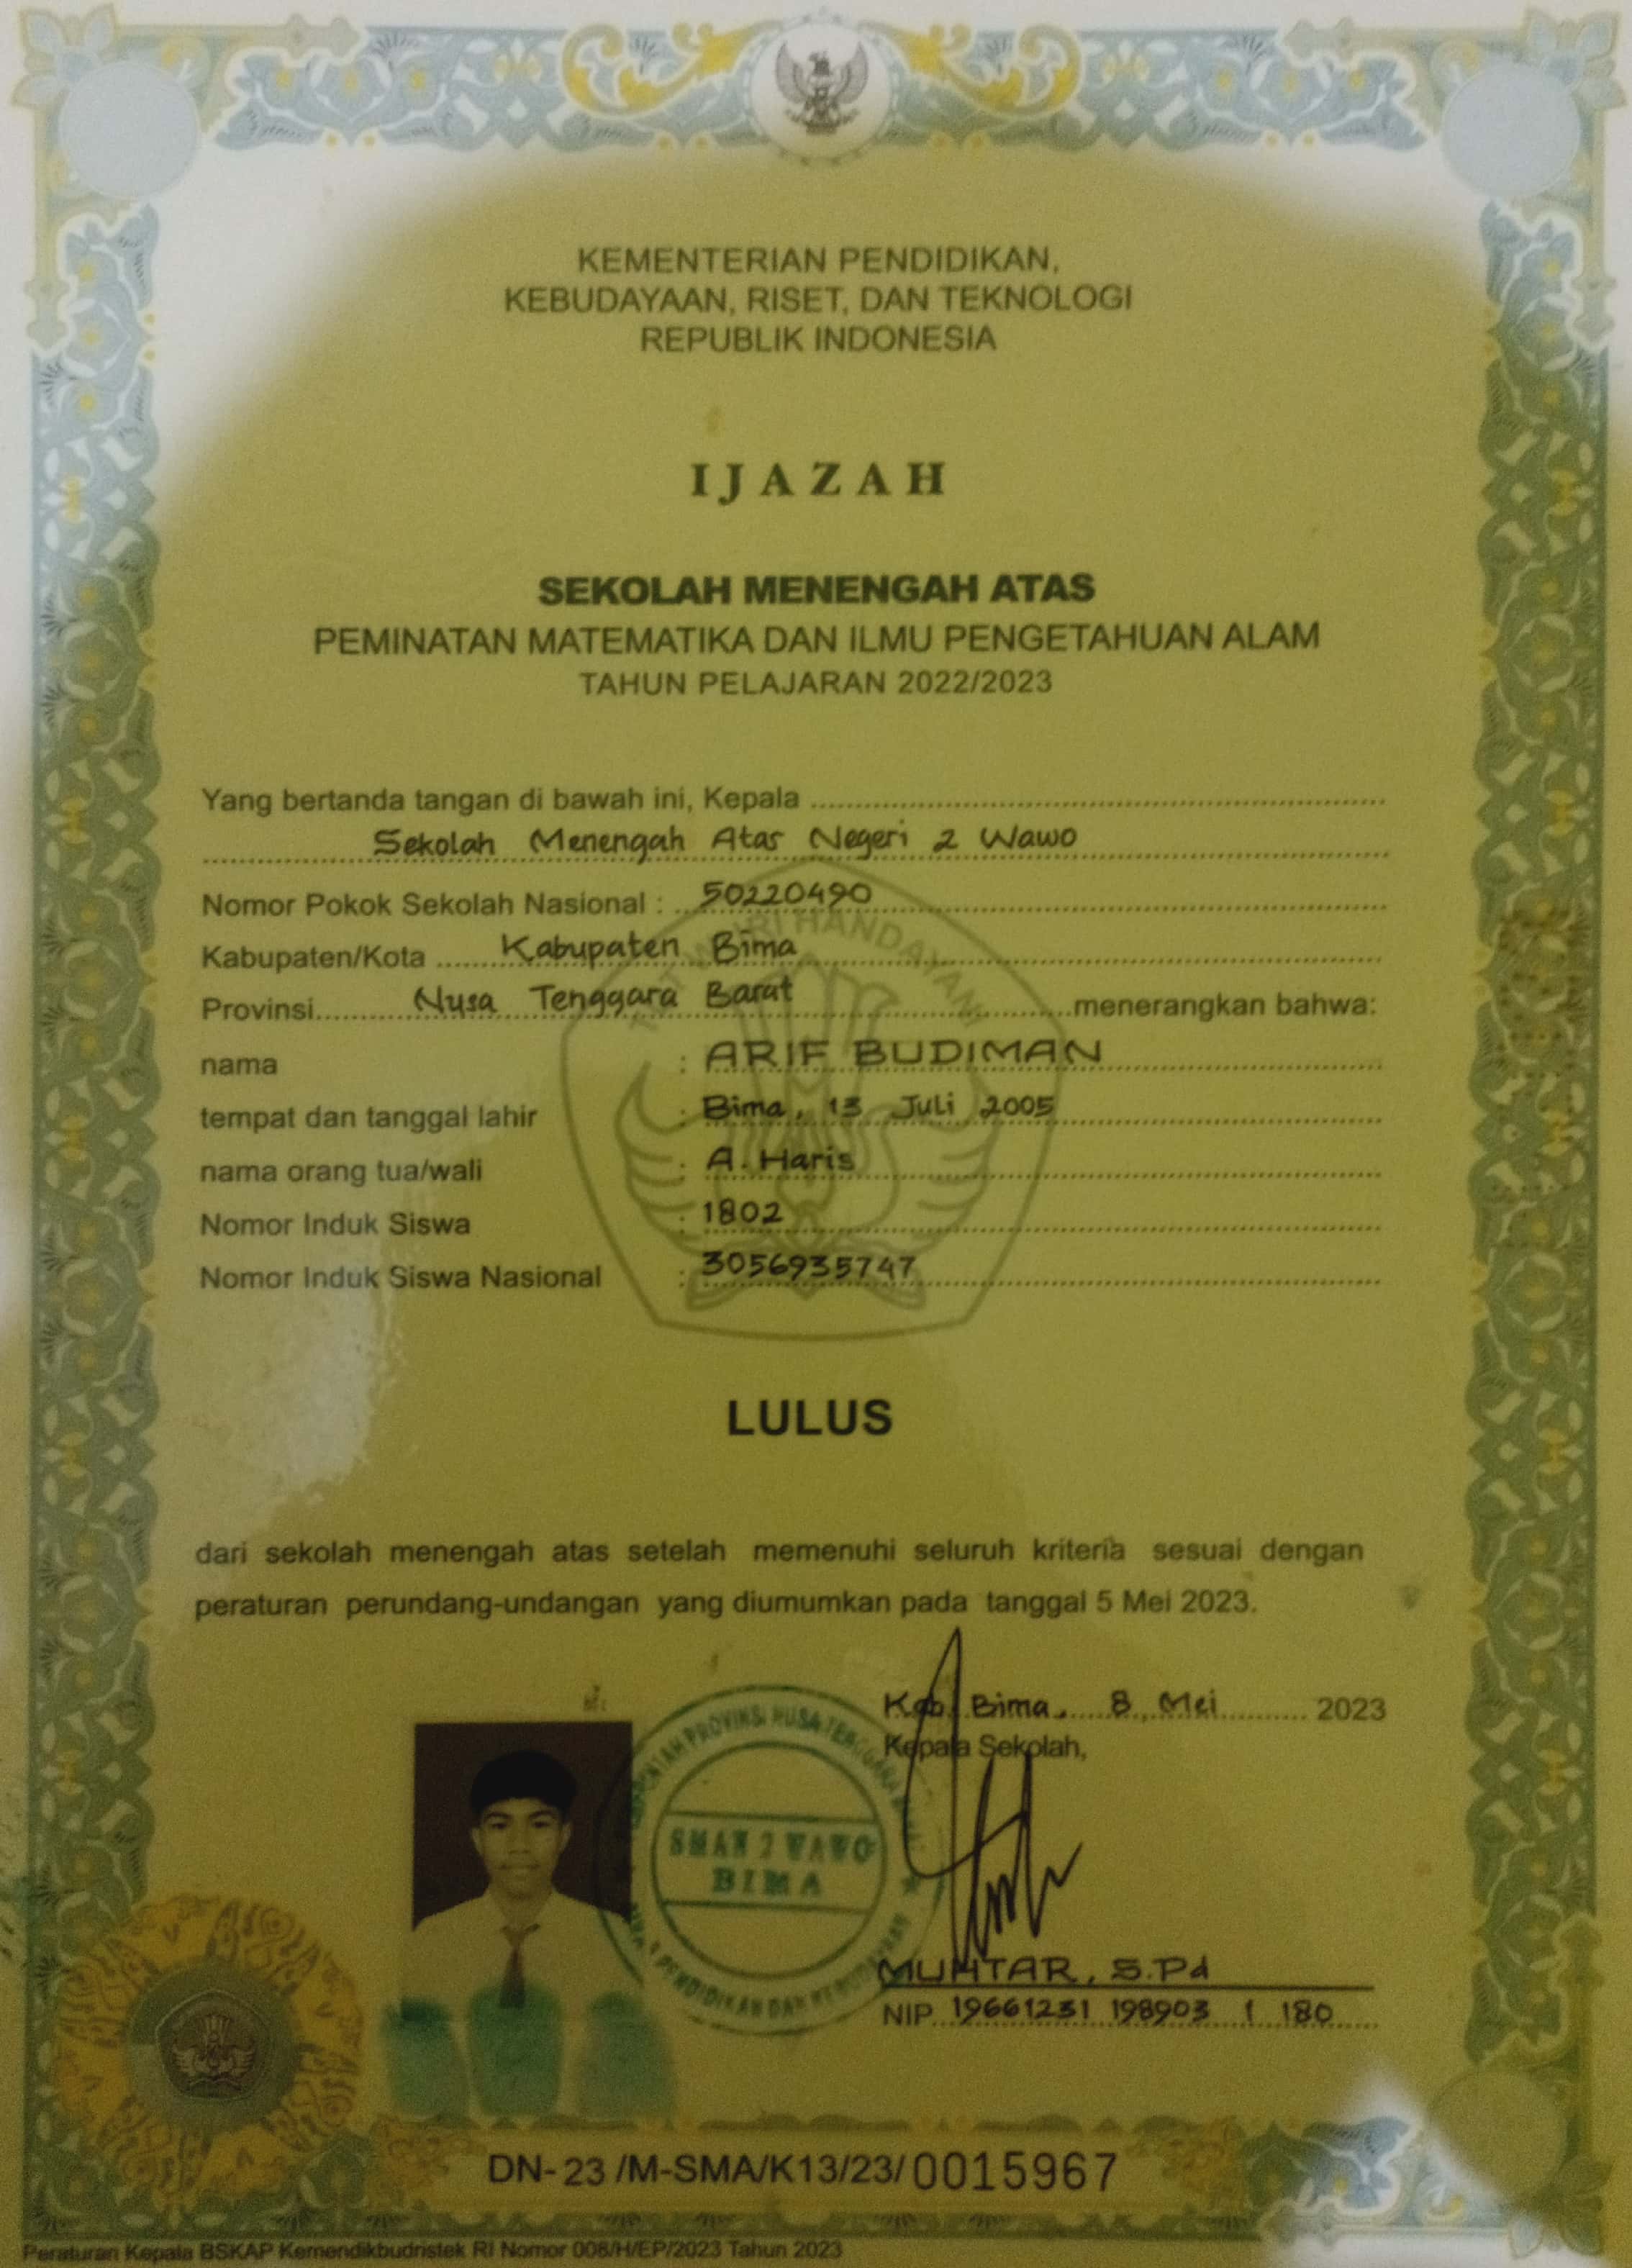 KEMENTERIAN PENDIDIKAN,
KEBUDAYAAN, RISET, DAN TEKNOLOGI
REPUBLIK INDONESIA
IJAZAH
SEKOLAH MENENGAH ATAS
PEMINATAN MATEMATIKA DAN ILMU PENGETAHUAN ALAM
TAHUN PELAJARAN 2022/2023
Yang bertanda tangan di bawah ini, Kepala
Sekolah Menengah Atas Negeri 2 Wawo
Nomor Pokok Sekolah Nasional : 50220490
Kabupaten/Kota Kabupaten Bima
Provinsi Nusa Tenggara Barat menerangkan bahwa:
nama : ARIF BUDIMAN
tempat dan tanggal lahir : Bima, 13 Juli 2005
nama orang tua/wali : A. Haris
Nomor Induk Siswa : 1802
Nomor Induk Siswa Nasional : 3056935747
HANDAYANI
LULUS
dari sekolah menengah atas setelah memenuhi seluruh kriteria sesuai dengan
peraturan perundang-undangan yang diumumkan pada tanggal 5 Mei 2023.
Kab. Bima, 8 Mei 2023
Kepala Sekolah,
PROVINSI NUSA TENGGARA
SMAN 2 WAWO
BIMA
PENDIDIKAN DAN
MUHTAR, S.Pd
NIP 19661231 198903 1 180
DN-23 /M-SMA/K13/23/0015967
Peraturan Kepala BSKAP Kemendikbudristek RI Nomor 008/H/EP/2023 Tahun 2023